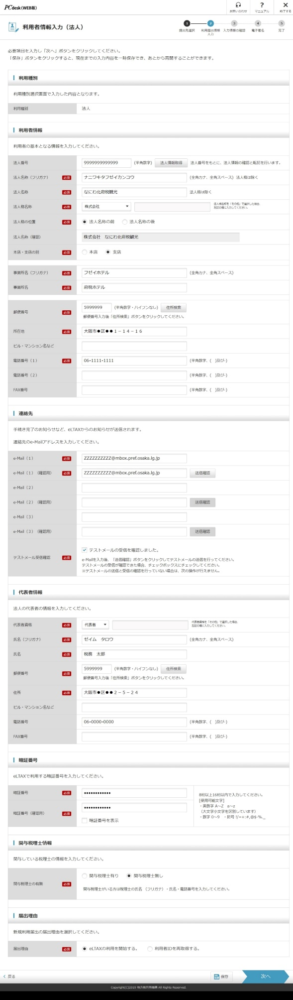 PCdesk(WEB版)
お問い合わせ
? マニュアル
終了する
利用者情報入力（法人）
1 提出先選択
2 利用届出情報入力
3 入力情報の確認
4 電子署名
5 完了
必要項目を入力し「次へ」ボタンをクリックしてください。
「保存」ボタンをクリックすると、現在までの入力内容を一時保存でき、あとから再開することができます。
利用種別
利用種別選択画面で入力した内容となります。
利用種別 法人
利用者情報
利用者の基本となる情報を入力してください。
法人番号 9999999999999 (半角数字) 法人情報取得 法人番号をもとに、法人情報の確認と転記を行います。
法人名称（フリガナ） 必須 ナニワキタフゼイカンコウ (全角カナ、全角スペース) 法人格は除く
法人名称 必須 なにわ北府税観光 法人格は除く
法人格名称 必須 株式会社 法人格名称を「その他」で選択した場合、
左記の欄に入力してください。
法人格の位置 必須 法人名称の前 法人名称の後
法人名称（確認） 株式会社　なにわ北府税観光
本店・支店の別 必須 本店 支店
事業所名（フリガナ） 必須 フゼイホテル (全角カナ、全角スペース)
事業所名 必須 府税ホテル
郵便番号 必須 5999999 (半角数字・ハイフンなし) 住所検索
郵便番号入力後「住所検索」ボタンをクリックしてください。
所在地 必須 大阪市●区●●１－１４－１６
ビル・マンション名など
電話番号（１） 必須 06-1111-1111 (半角数字、(　)及び-)
電話番号（２） (半角数字、(　)及び-)
FAX番号 (半角数字、(　)及び-)
連絡先
手続き完了のお知らせなど、eLTAXからのお知らせが送信されます。
連絡先のe-Mailアドレスを入力してください。
e-Mail（１） 必須 ZZZZZZZZZZ@mbox.pref.osaka.lg.jp
e-Mail（１）（確認用） 必須 ZZZZZZZZZZ@mbox.pref.osaka.lg.jp 送信確認
e-Mail（２）
e-Mail（２）（確認用） 送信確認
e-Mail（３）
e-Mail（３）（確認用） 送信確認
テストメール受信確認 必須 テストメールの受信を確認しました。
e-Mailを入力後、「送信確認」ボタンをクリックしてテストメールの送信を行ってください。
テストメールの受信が確認できた場合、チェックボックスにチェックしてください。
※テストメールの送信と受信の確認を行っていない場合は、次の操作が行えません。
代表者情報
法人の代表者の情報を入力してください。
代表者資格 必須 代表者 代表者資格を「その他」で選択した場合、
左記の欄に入力してください。
氏名（フリガナ） 必須 ゼイム　タロウ (全角カナ、全角スペース)
氏名 必須 税務　太郎
郵便番号 必須 5999999 (半角数字・ハイフンなし) 住所検索
郵便番号入力後「住所検索」ボタンをクリックしてください。
住所 必須 大阪市●区●●２－５－２４
ビル・マンション名など
電話番号 06-0000-0000 (半角数字、(　)及び-)
FAX番号 (半角数字、(　)及び-)
暗証番号
eLTAXで利用する暗証番号を入力してください。
暗証番号 必須 ••••••••••••
暗証番号（確認用） 必須 ••••••••••••
暗証番号を表示
8桁以上16桁以内で入力してください。
[使用可能文字]
・英数字 A～Z　a～z
（大文字小文字を区別しています）
・数字 0～9　・記号 !/=+:#,@$-%._
関与税理士情報
関与している税理士の情報を入力してください。
関与税理士の有無 必須 関与税理士有り 関与税理士無し
関与税理士がいる方は税理士の氏名（フリガナ）・氏名・電話番号を入力してください。
届出理由
新規利用届出の届出理由を選択してください。
届出理由 必須 eLTAXの利用を開始する。 利用者IDを再取得する。
戻る 保存 次へ
Copyright(C)2019 地方税共同機構 All Rights Reserved.